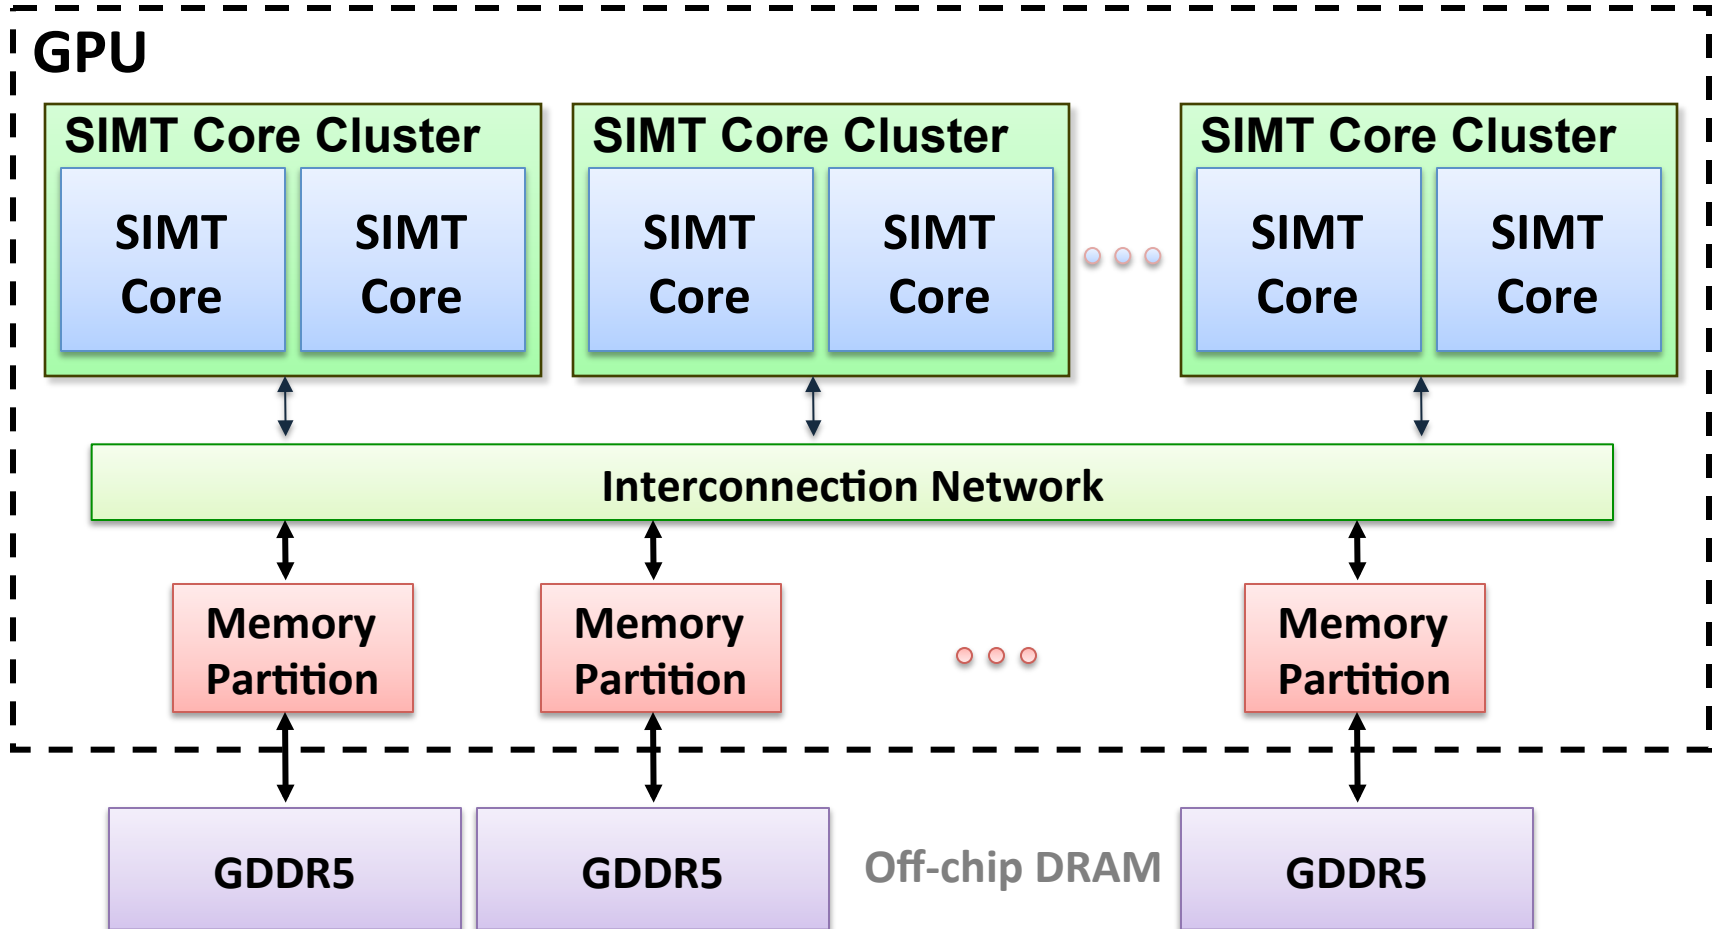 GPU
SIMT Core Cluster
SIMT
Core
SIMT
Core
SIMT Core Cluster
SIMT
Core
SIMT
Core
SIMT Core Cluster
SIMT
Core
SIMT
Core
Interconnection Network
Memory
Partition
Memory
Partition
Memory
Partition
GDDR5
GDDR5
Off-chip DRAM
GDDR5